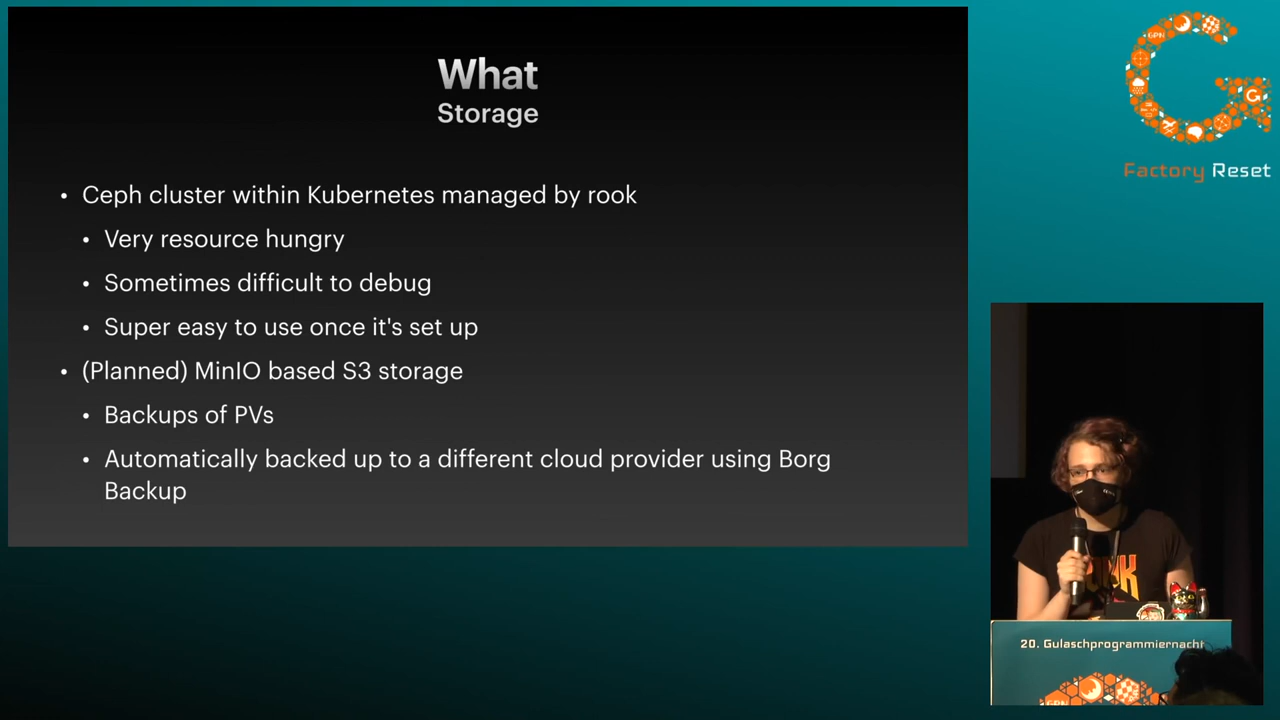 What
Storage
• Ceph cluster within Kubernetes managed by rook
• Very resource hungry
• Sometimes difficult to debug
• Super easy to use once it's set up
• (Planned) MinIO based S3 storage
• Backups of PVs
• Automatically backed up to a different cloud provider using Borg
Backup
GPN
Factory Reset
20. Gulaschprogrammiernacht
GPN